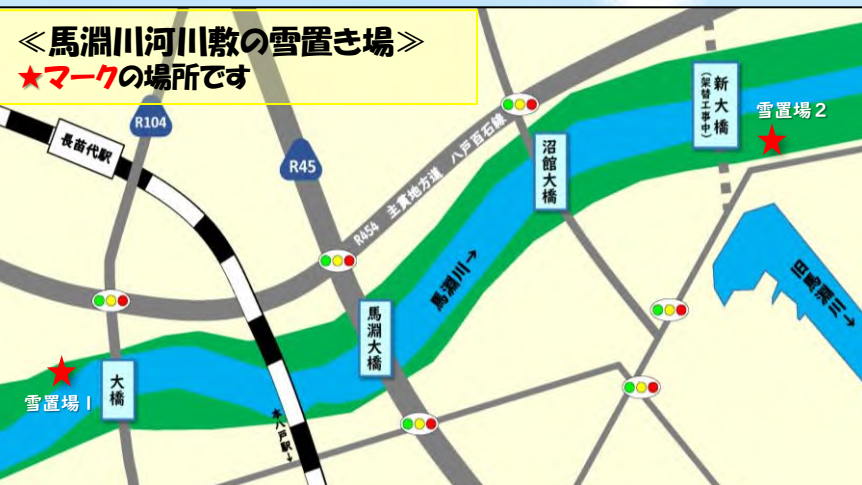 ≪馬淵川河川敷の雪置き場≫
★マークの場所です
R104
長苗代駅
R45
R454 主要地方道 八戸百石線
沼館大橋
新大橋
(架替工事中)
雪置場2
馬淵川→
旧馬淵川→
馬淵大橋
大橋
雪置場1
本八戸駅→